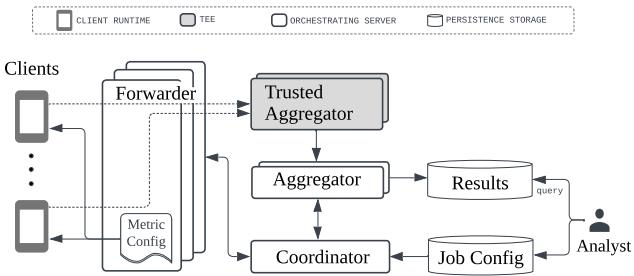 CLIENT RUNTIME
TEE
ORCHESTRATING SERVER
PERSISTENCE STORAGE
Clients
Forwarder
Trusted
Aggregator
Aggregator
Results
query
Analyst
Metric
Config
Coordinator
Job Config